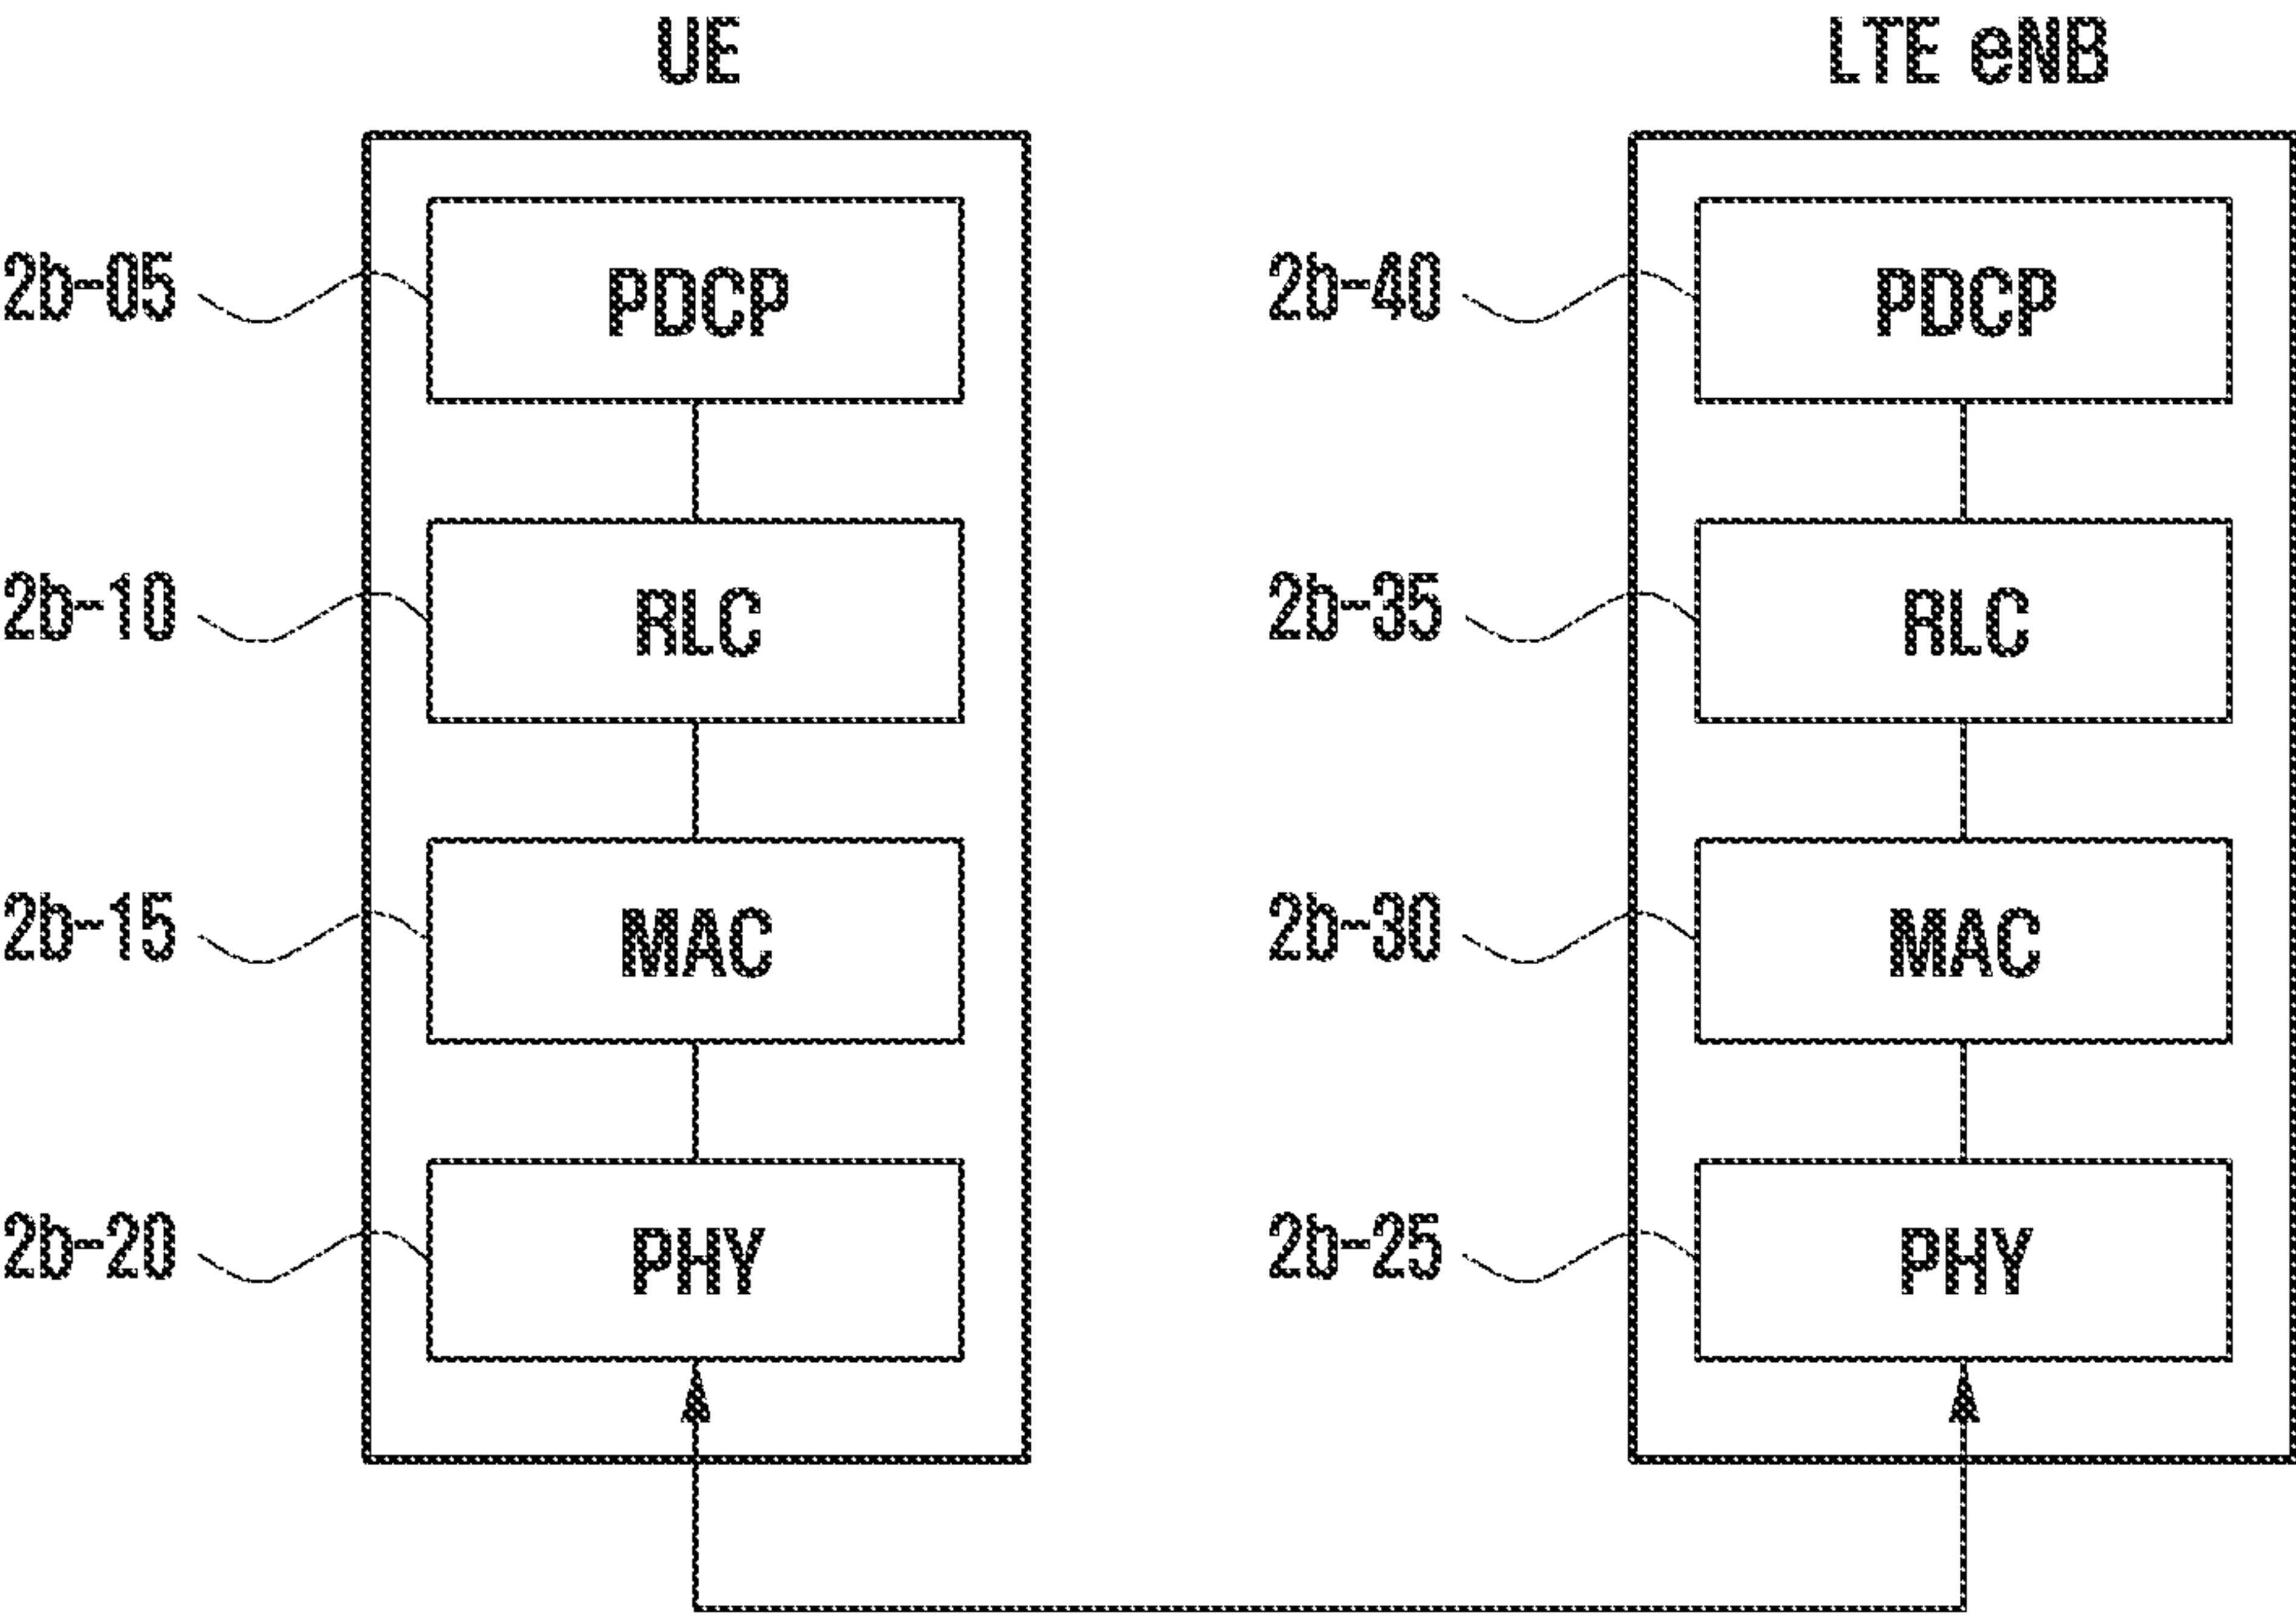 UE
LTE eNB
2b-05
PDCP
2b-40
PDCP
2b-10
RLC
2b-35
RLC
2b-15
MAC
2b-30
MAC
2b-20
PHY
2b-25
PHY